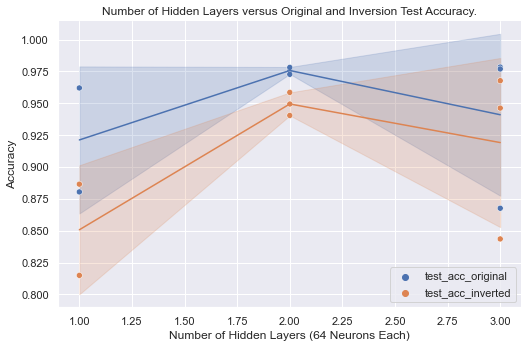 Number of Hidden Layers versus Original and Inversion Test Accuracy.
1.000
0.975
0.950
0.925
0.900
0.875
0.850
0.825
0.800
Accuracy
1.00 1.25 1.50 1.75 2.00 2.25 2.50 2.75 3.00
Number of Hidden Layers (64 Neurons Each)
test_acc_original
test_acc_inverted